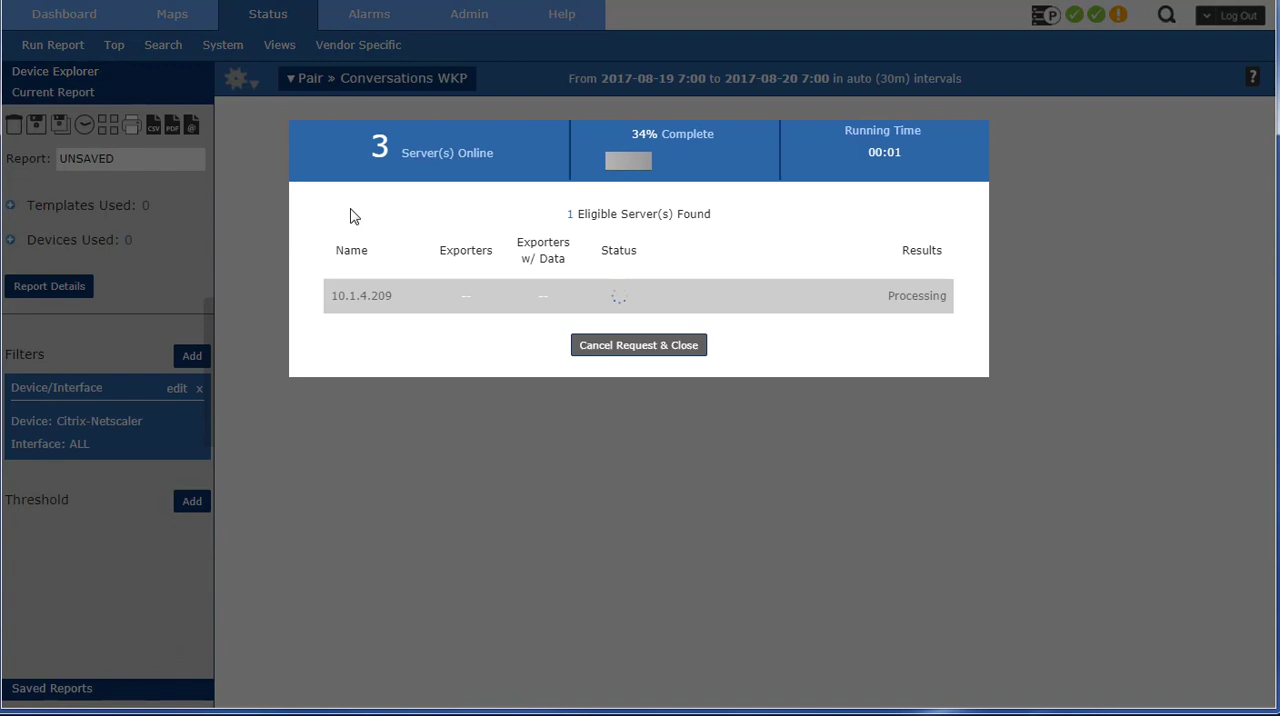 Dashboard Maps Status Alarms Admin Help
P
Log Out
Run Report Top Search System Views Vendor Specific
Device Explorer
Current Report
▾ Pair » Conversations WKP
From 2017-08-19 7:00 to 2017-08-20 7:00 in auto (30m) intervals
?
CSV PDF @
Report: UNSAVED
Templates Used: 0
Devices Used: 0
Report Details
Filters Add
Device/Interface edit x
Device: Citrix-Netscaler
Interface: ALL
Threshold Add
Saved Reports
3 Server(s) Online
34% Complete
Running Time
00:01
1 Eligible Server(s) Found
Name Exporters Exporters w/ Data Status Results
10.1.4.209 -- -- Processing
Cancel Request & Close